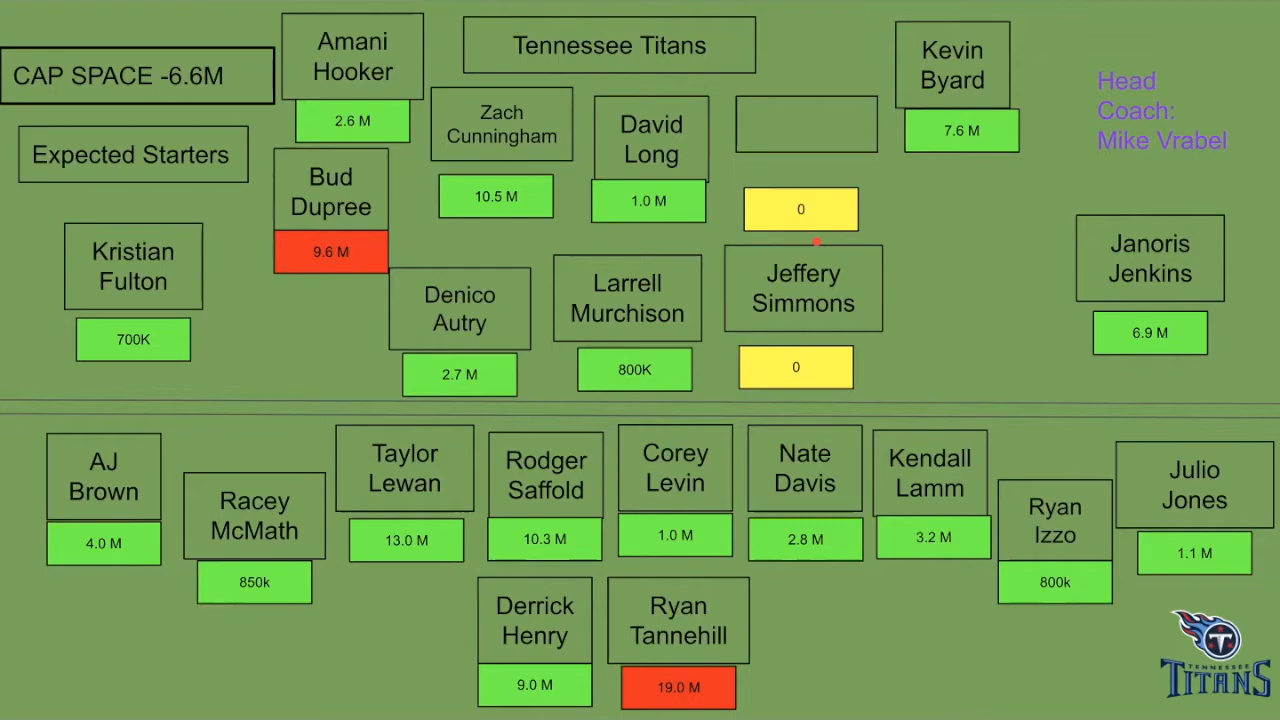 CAP SPACE -6.6M
Amani
Hooker
2.6 M
Tennessee Titans
Kevin
Byard
7.6 M
Head
Coach:
Mike Vrabel
Expected Starters
Zach
Cunningham
10.5 M
David
Long
1.0 M
0
Bud
Dupree
9.6 M
Kristian
Fulton
700K
Denico
Autry
2.7 M
Larrell
Murchison
800K
Jeffery
Simmons
0
Janoris
Jenkins
6.9 M
AJ
Brown
4.0 M
Racey
McMath
850k
Taylor
Lewan
13.0 M
Rodger
Saffold
10.3 M
Corey
Levin
1.0 M
Nate
Davis
2.8 M
Kendall
Lamm
3.2 M
Ryan
Izzo
800k
Julio
Jones
1.1 M
Derrick
Henry
9.0 M
Ryan
Tannehill
19.0 M
T
TENNESSEE
TITANS